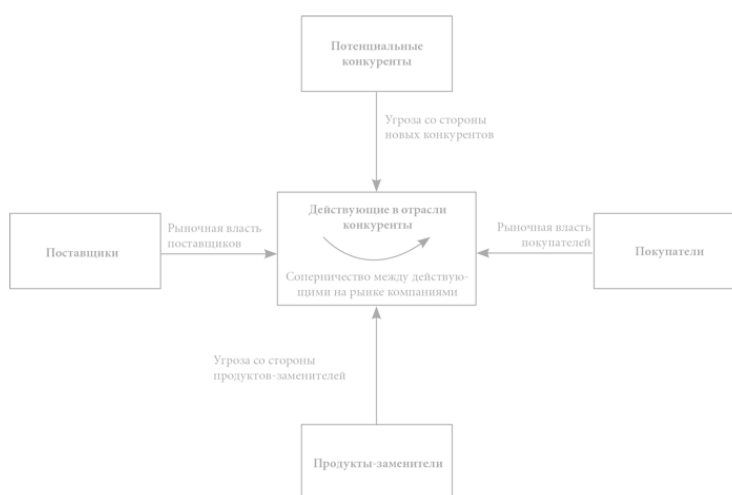 Потенциальные
конкуренты
Угроза со стороны
новых конкурентов
Действующие в отрасли
конкуренты
Соперничество между действую-
щими на рынке компаниями
Поставщики
Рыночная власть
поставщиков
Рыночная власть
покупателей
Покупатели
Угроза со стороны
продуктов-заменителей
Продукты-заменители